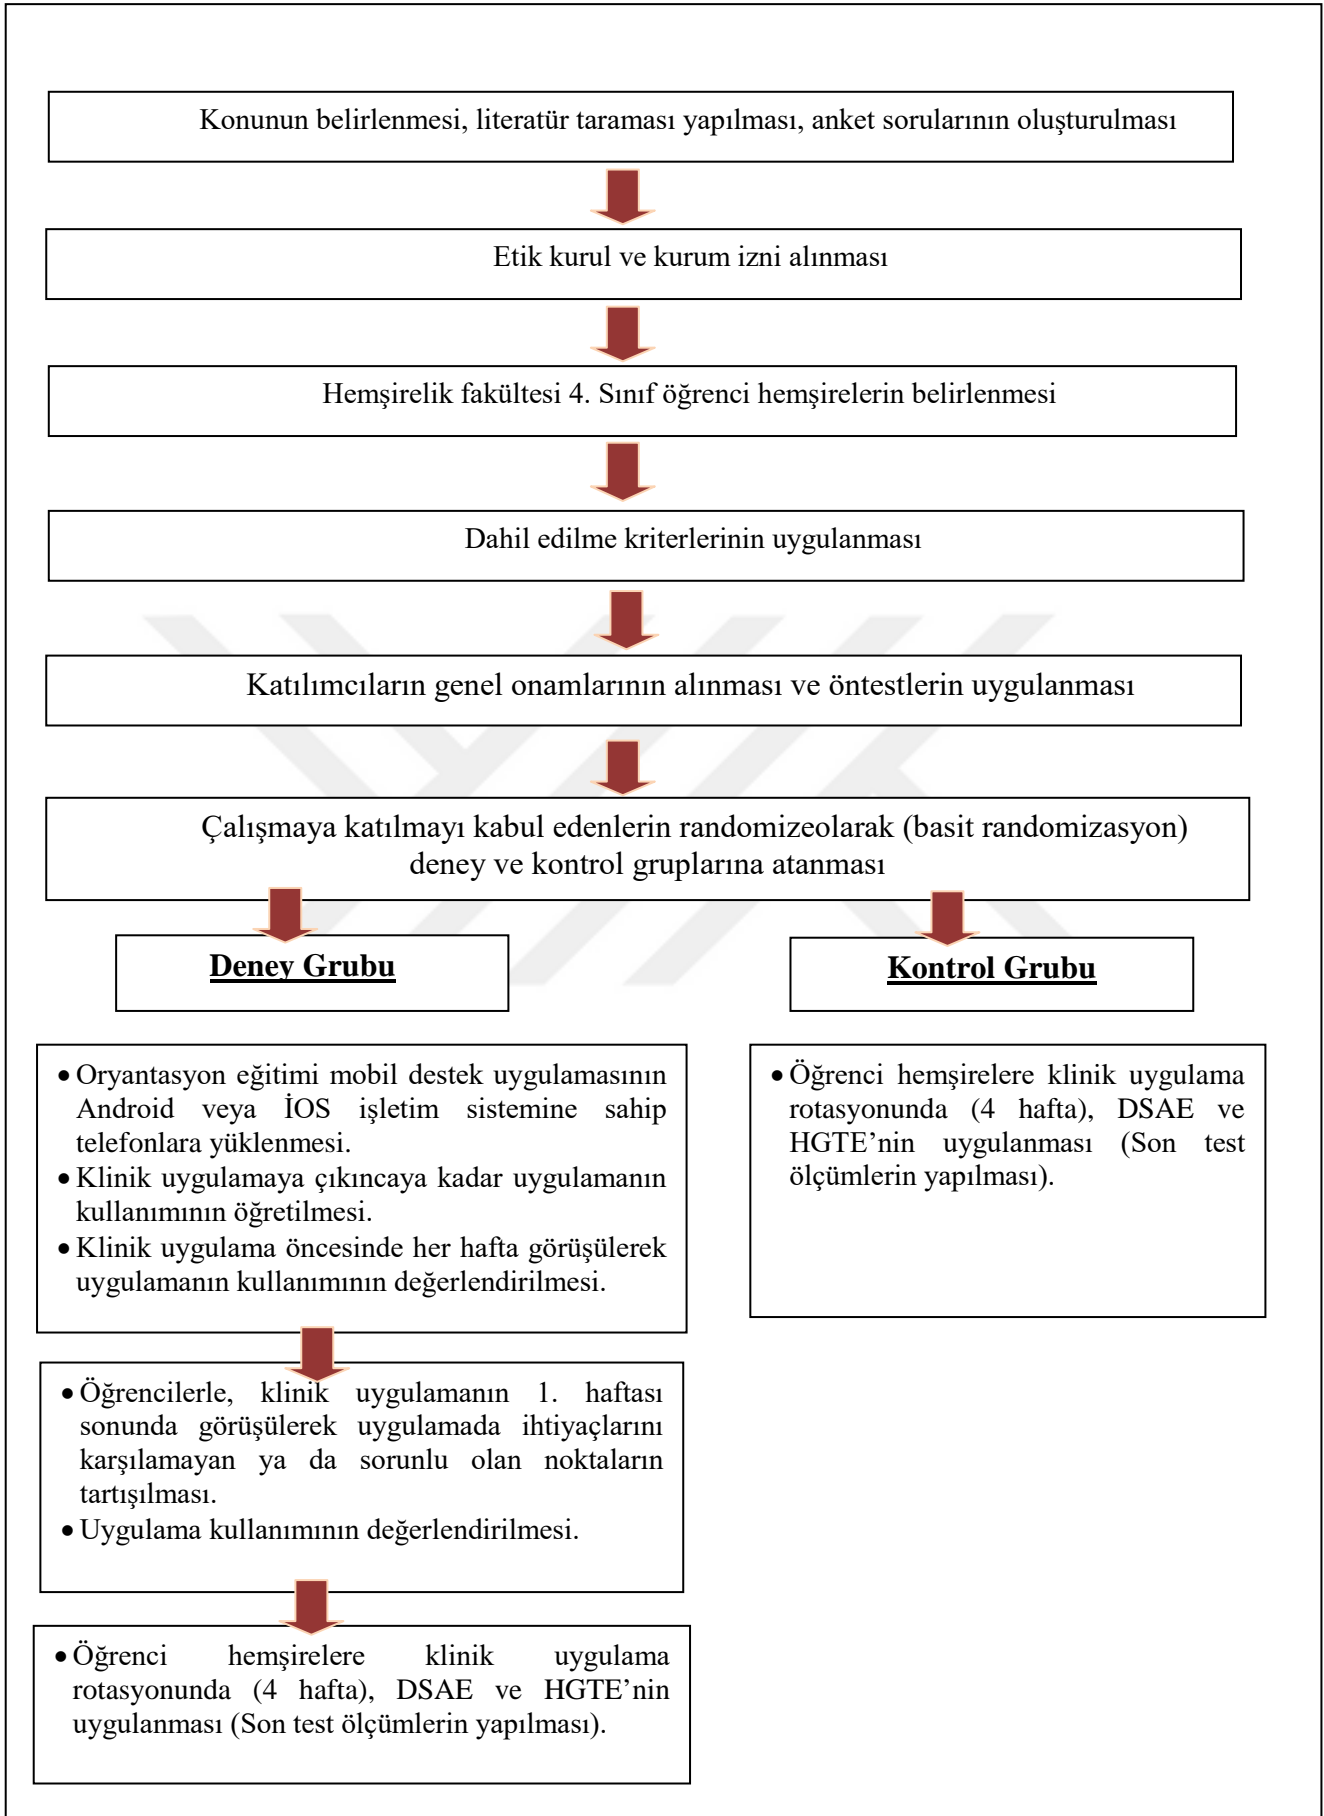 Konunun belirlenmesi, literatür taraması yapılması, anket sorularının oluşturulması
Etik kurul ve kurum izni alınması
Hemşirelik fakültesi 4. Sınıf öğrenci hemşirelerin belirlenmesi
Dahil edilme kriterlerinin uygulanması
Katılımcıların genel onamlarının alınması ve öntestlerin uygulanması
Çalışmaya katılmayı kabul edenlerin randomizeolarak (basit randomizasyon)
deney ve kontrol gruplarına atanması
Deney Grubu
Kontrol Grubu
• Oryantasyon eğitimi mobil destek uygulamasının
Android veya İOS işletim sistemine sahip
telefonlara yüklenmesi.
• Klinik uygulamaya çıkıncaya kadar uygulamanın
kullanımının öğretilmesi.
• Klinik uygulama öncesinde her hafta görüşülerek
uygulamanın kullanımının değerlendirilmesi.
• Öğrenci hemşirelere klinik uygulama
rotasyonunda (4 hafta), DSAE ve
HGTE’nin uygulanması (Son test
ölçümlerin yapılması).
• Öğrencilerle, klinik uygulamanın 1. haftası
sonunda görüşülerek uygulamada ihtiyaçlarını
karşılamayan ya da sorunlu olan noktaların
tartışılması.
• Uygulama kullanımının değerlendirilmesi.
• Öğrenci hemşirelere klinik uygulama
rotasyonunda (4 hafta), DSAE ve HGTE’nin
uygulanması (Son test ölçümlerin yapılması).